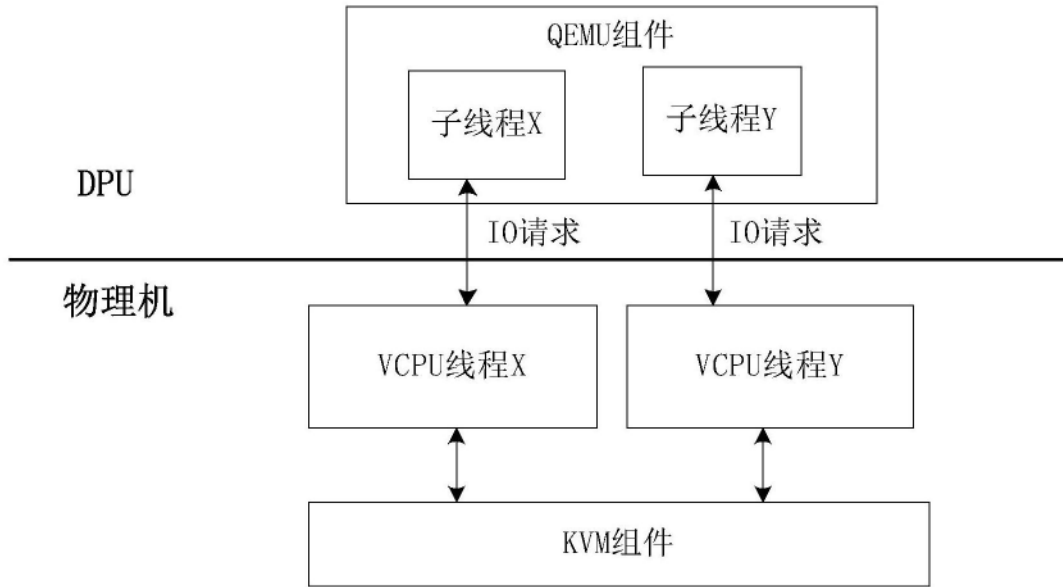 QEMU组件
子线程X
子线程Y
DPU
IO请求
IO请求
物理机
VCPU线程X
VCPU线程Y
KVM组件